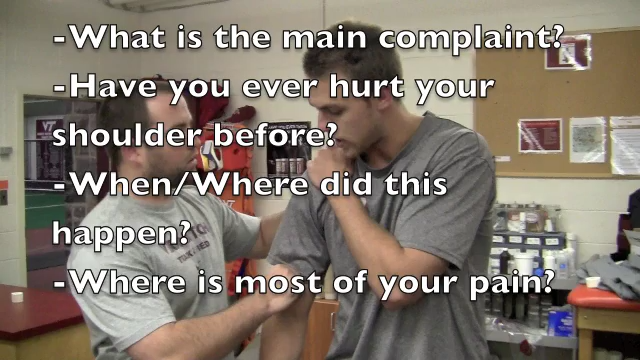 -What is the main complaint?
-Have you ever hurt your
shoulder before?
-When/Where did this
happen?
-Where is most of your pain?
VT